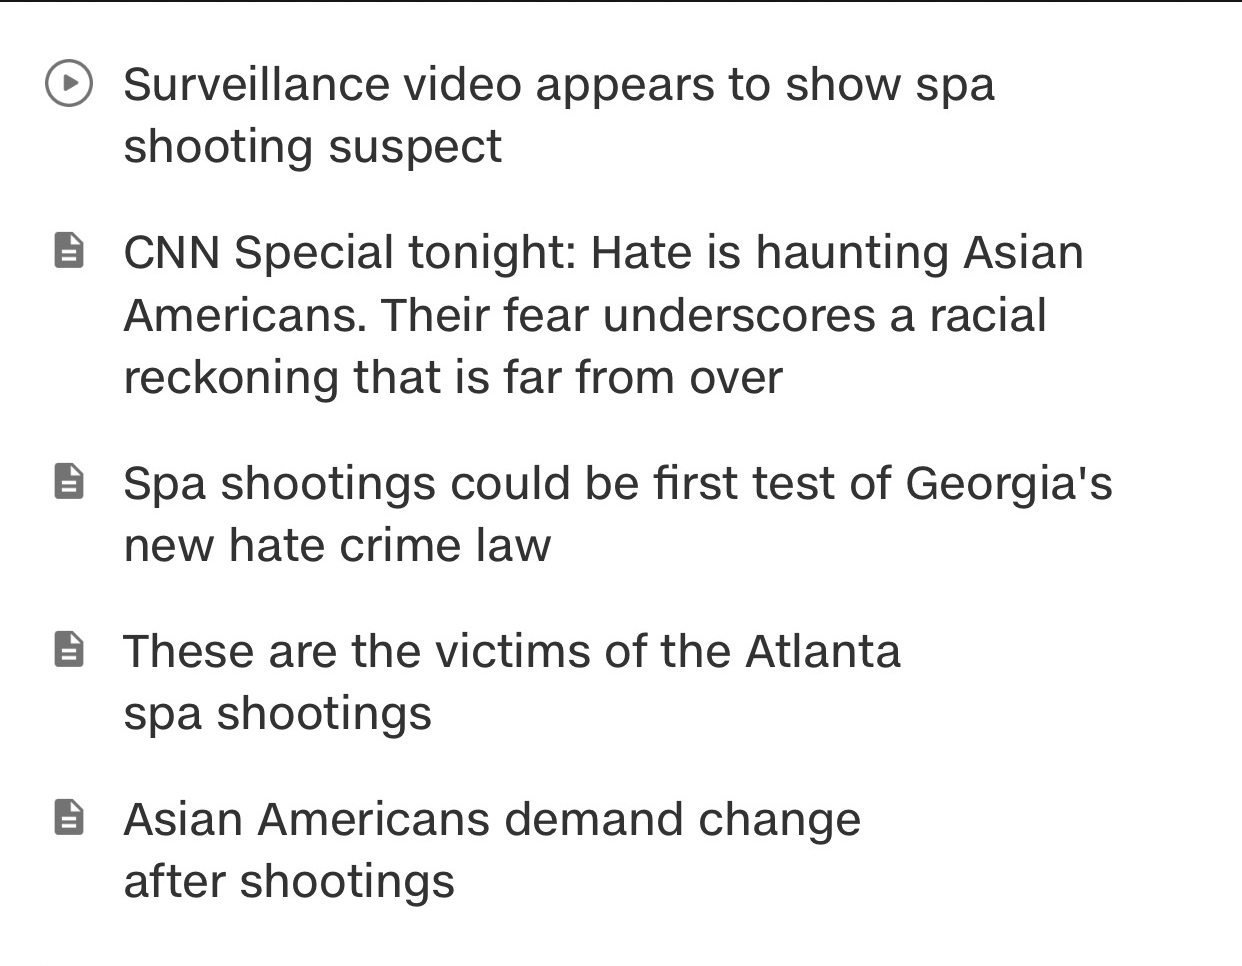 Surveillance video appears to show spa
shooting suspect
CNN Special tonight: Hate is haunting Asian
Americans. Their fear underscores a racial
reckoning that is far from over
Spa shootings could be first test of Georgia's
new hate crime law
These are the victims of the Atlanta
spa shootings
Asian Americans demand change
after shootings